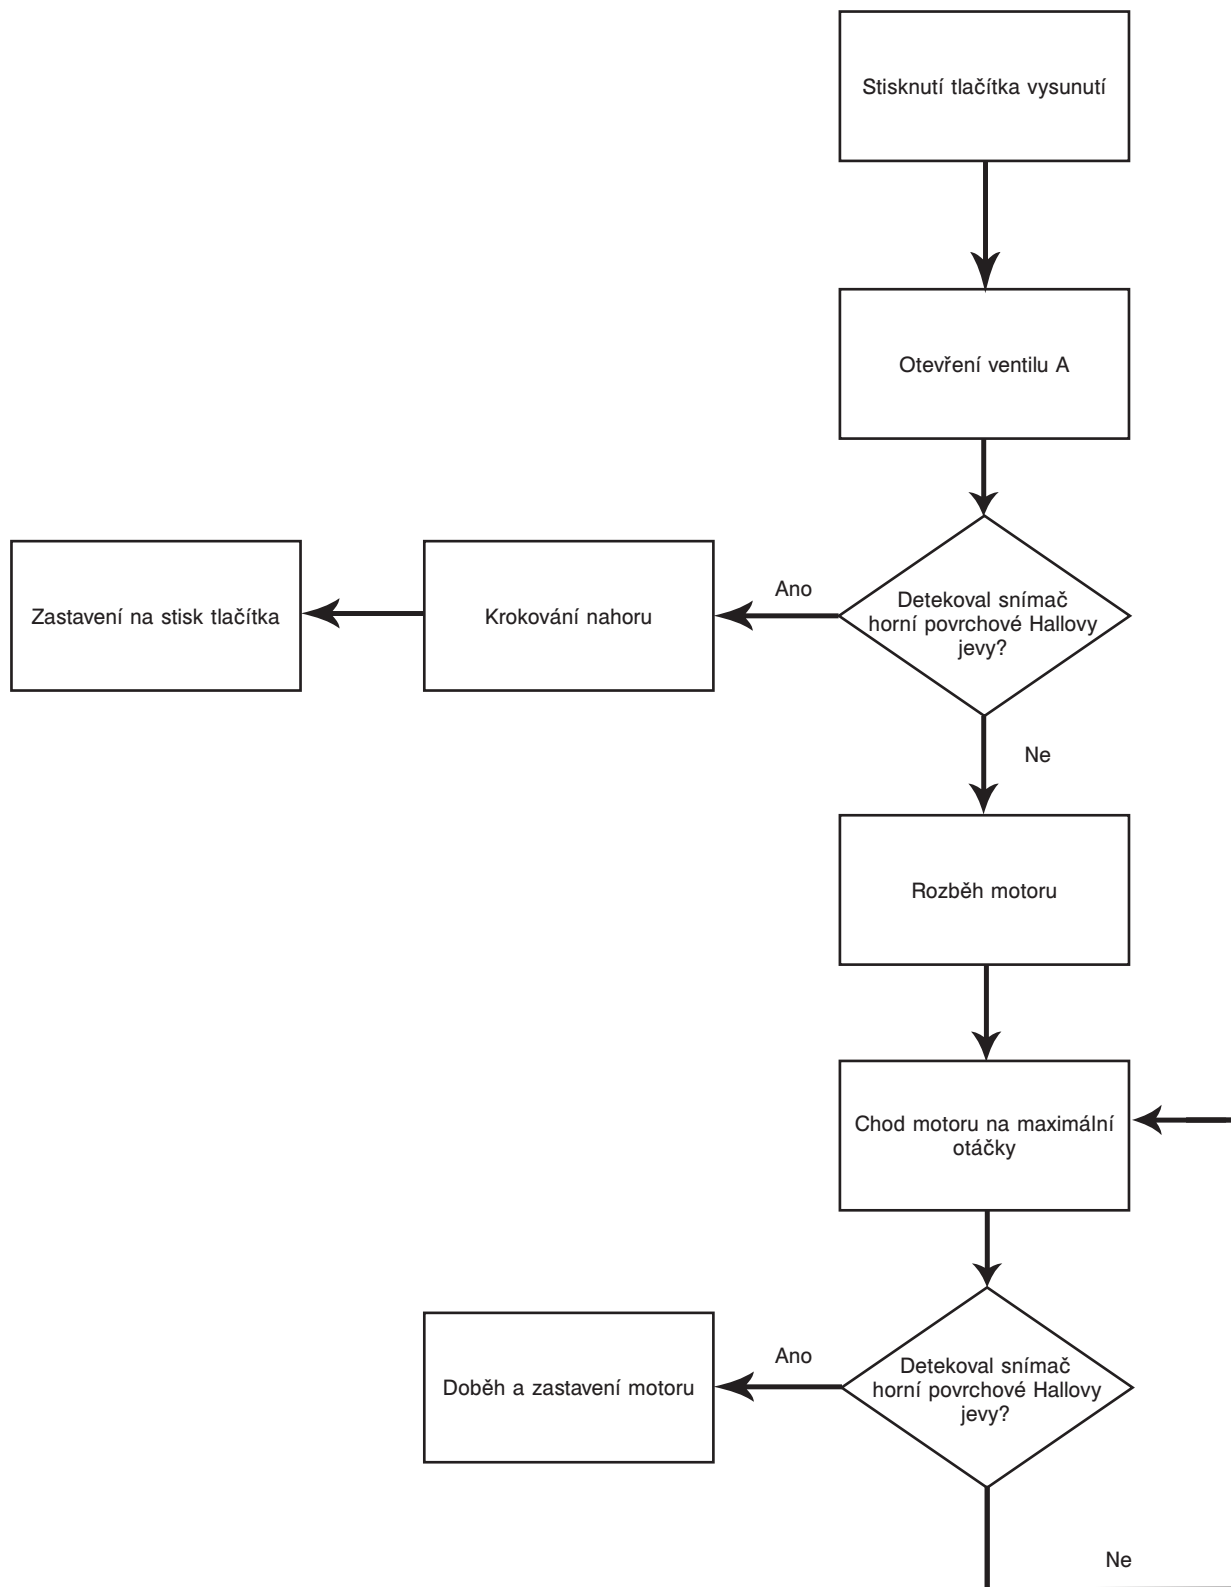 Stisknutí tlačítka vysunutí
Otevření ventilu A
Detekoval snímač
horní povrchové Hallovy
jevy?
Ano
Krokování nahoru
Zastavení na stisk tlačítka
Ne
Rozběh motoru
Chod motoru na maximální
otáčky
Detekoval snímač
horní povrchové Hallovy
jevy?
Ano
Doběh a zastavení motoru
Ne